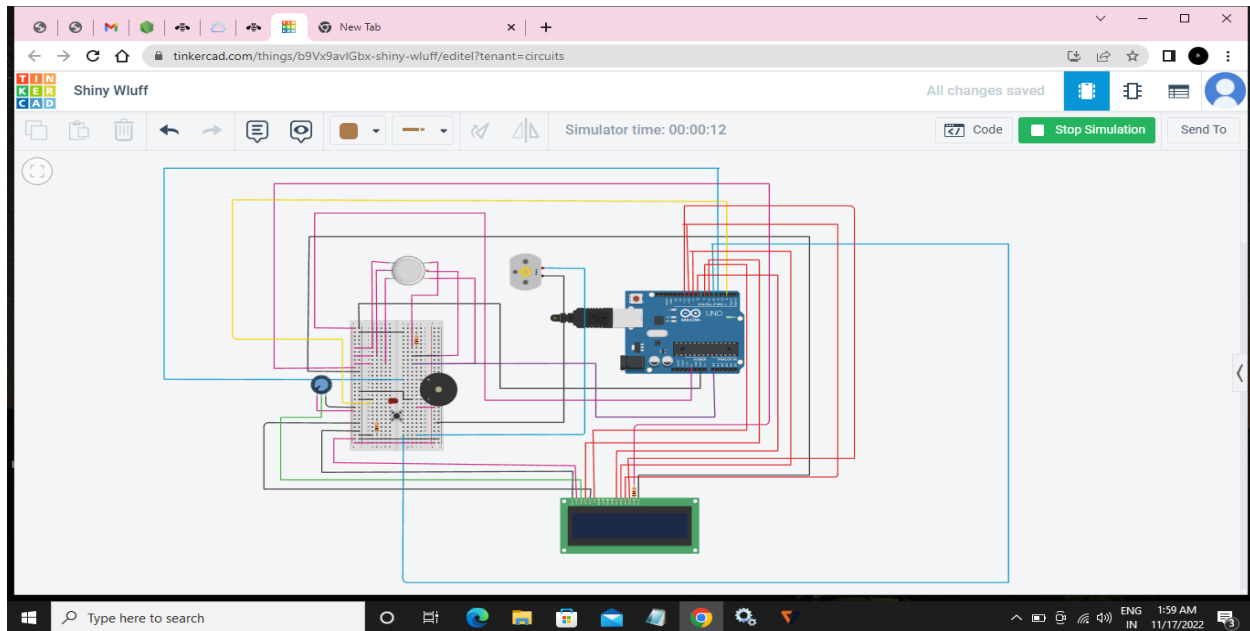 New Tab
tinkercad.com/things/b9Vx9avlGbx-shiny-wluff/editel?tenant=circuits
TIN
KER
CAD
Shiny Wluff
All changes saved
Simulator time: 00:00:12
Code
Stop Simulation
Send To
UNO
ARDUINO
Type here to search
ENG
IN
1:59 AM
11/17/2022
3